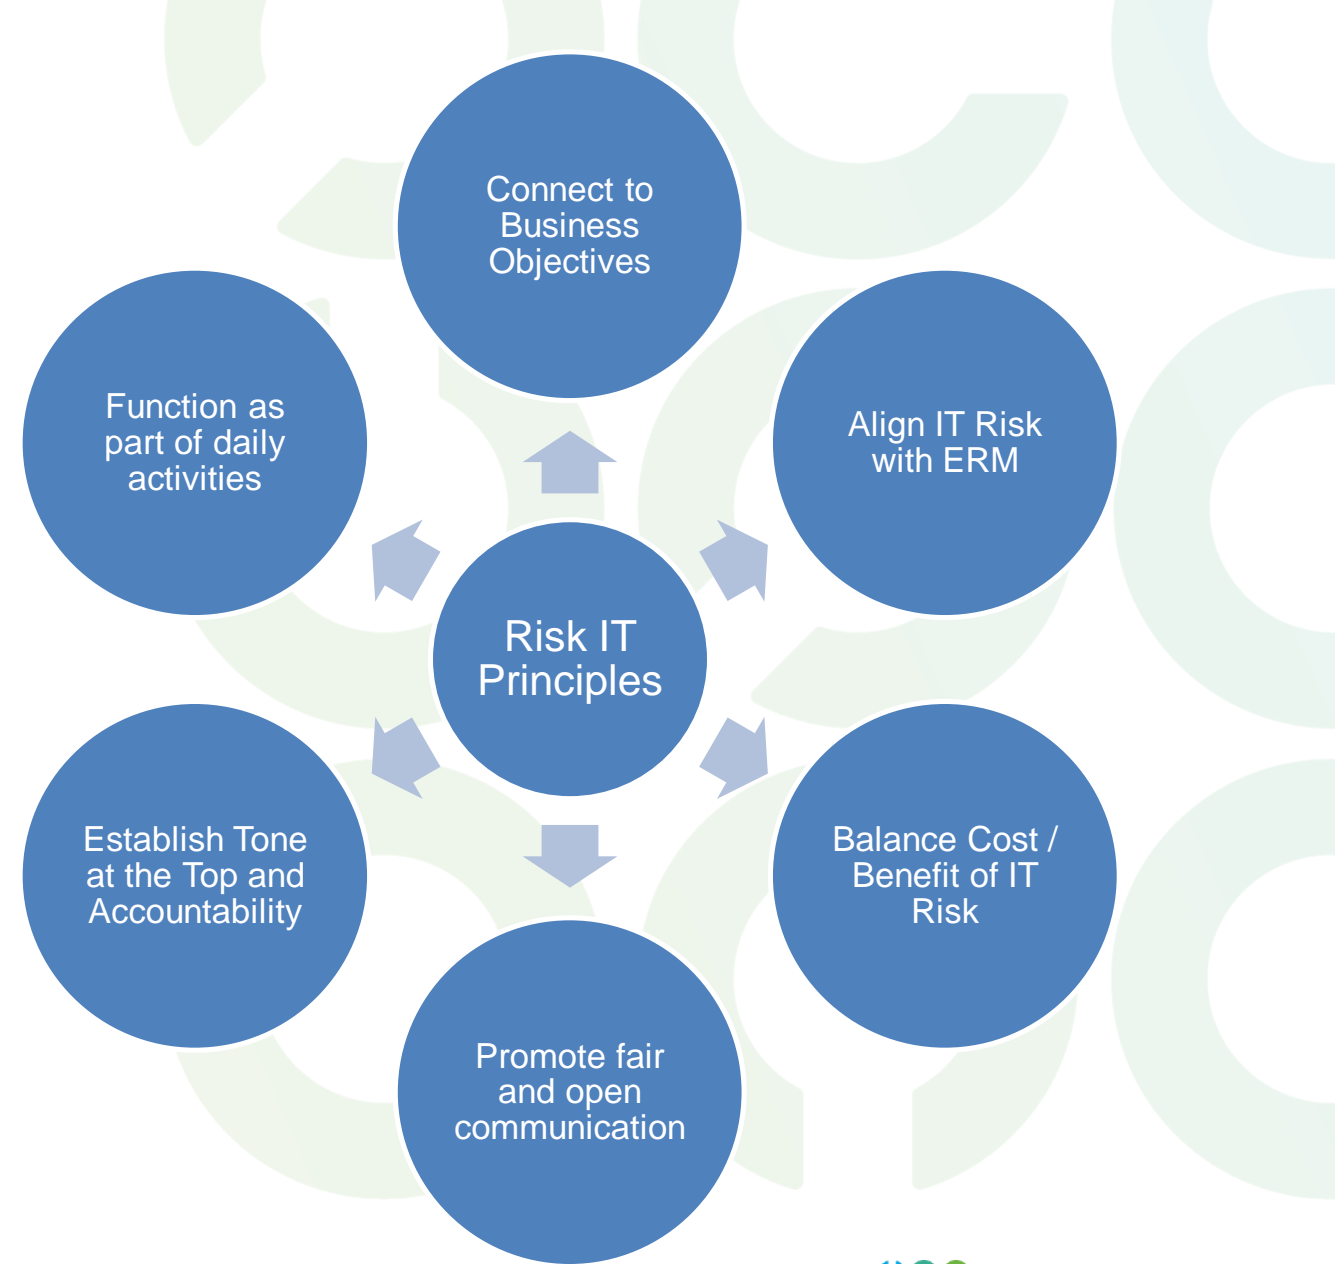 Connect to
Business
Objectives
Align IT Risk
with ERM
Balance Cost /
Benefit of IT
Risk
Promote fair
and open
communication
Establish Tone
at the Top and
Accountability
Function as
part of daily
activities
Risk IT
Principles